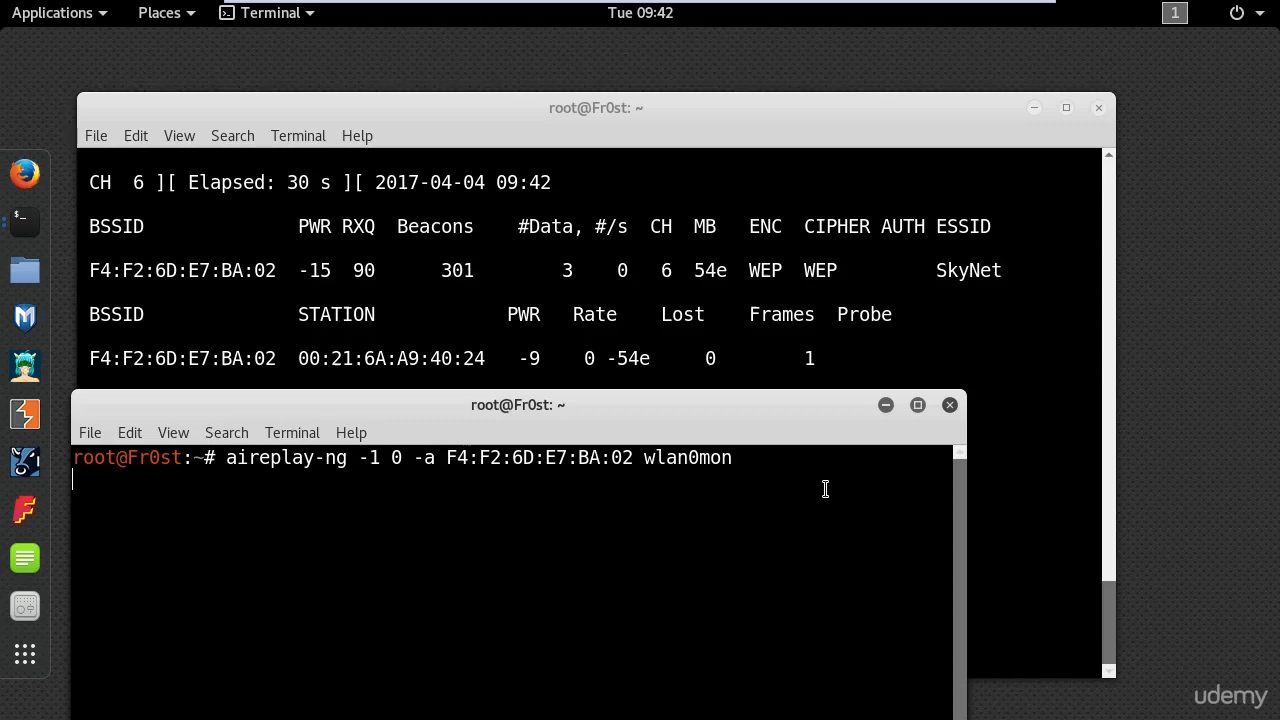 Applications Places Terminal Tue 09:42 1
root@Fr0st: ~
File Edit View Search Terminal Help
CH 6 ][ Elapsed: 30 s ][ 2017-04-04 09:42
BSSID PWR RXQ Beacons #Data, #/s CH MB ENC CIPHER AUTH ESSID
F4:F2:6D:E7:BA:02 -15 90 301 3 0 6 54e WEP WEP SkyNet
BSSID STATION PWR Rate Lost Frames Probe
F4:F2:6D:E7:BA:02 00:21:6A:A9:40:24 -9 0 -54e 0 1
root@Fr0st: ~
File Edit View Search Terminal Help
root@Fr0st:~# aireplay-ng -1 0 -a F4:F2:6D:E7:BA:02 wlan0mon
udemy